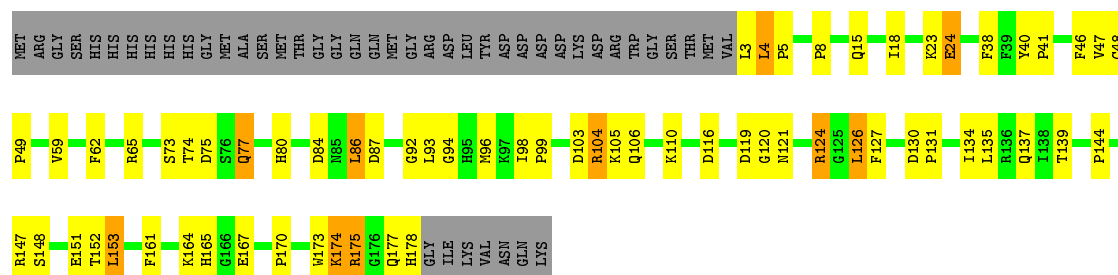 MET ARG GLY SER HIS HIS HIS HIS HIS HIS GLY MET ALA SER MET THR GLY GLY GLN GLN MET GLY ARG ASP LEU TYR ASP ASP ASP ASP LYS ASP ARG TRP GLY SER THR MET VAL L3 L4 P5 P8 Q15 I18 K23 E24 F38 F39 Y40 P41 F46 V47 C48
P49 V59 F62 R65 S73 T74 D75 S76 Q77 H80 D84 N85 L86 D87 G92 L93 G94 H95 M96 K97 I98 P99 D103 R104 K105 Q106 K110 D116 D119 G120 N121 R124 G125 L126 F127 D130 P131 I134 L135 R136 Q137 I138 T139 P144
R147 S148 E151 T152 L153 F161 K164 H165 G166 E167 P170 W173 K174 R175 G176 Q177 H178 GLY ILE LYS VAL ASN GLN LYS